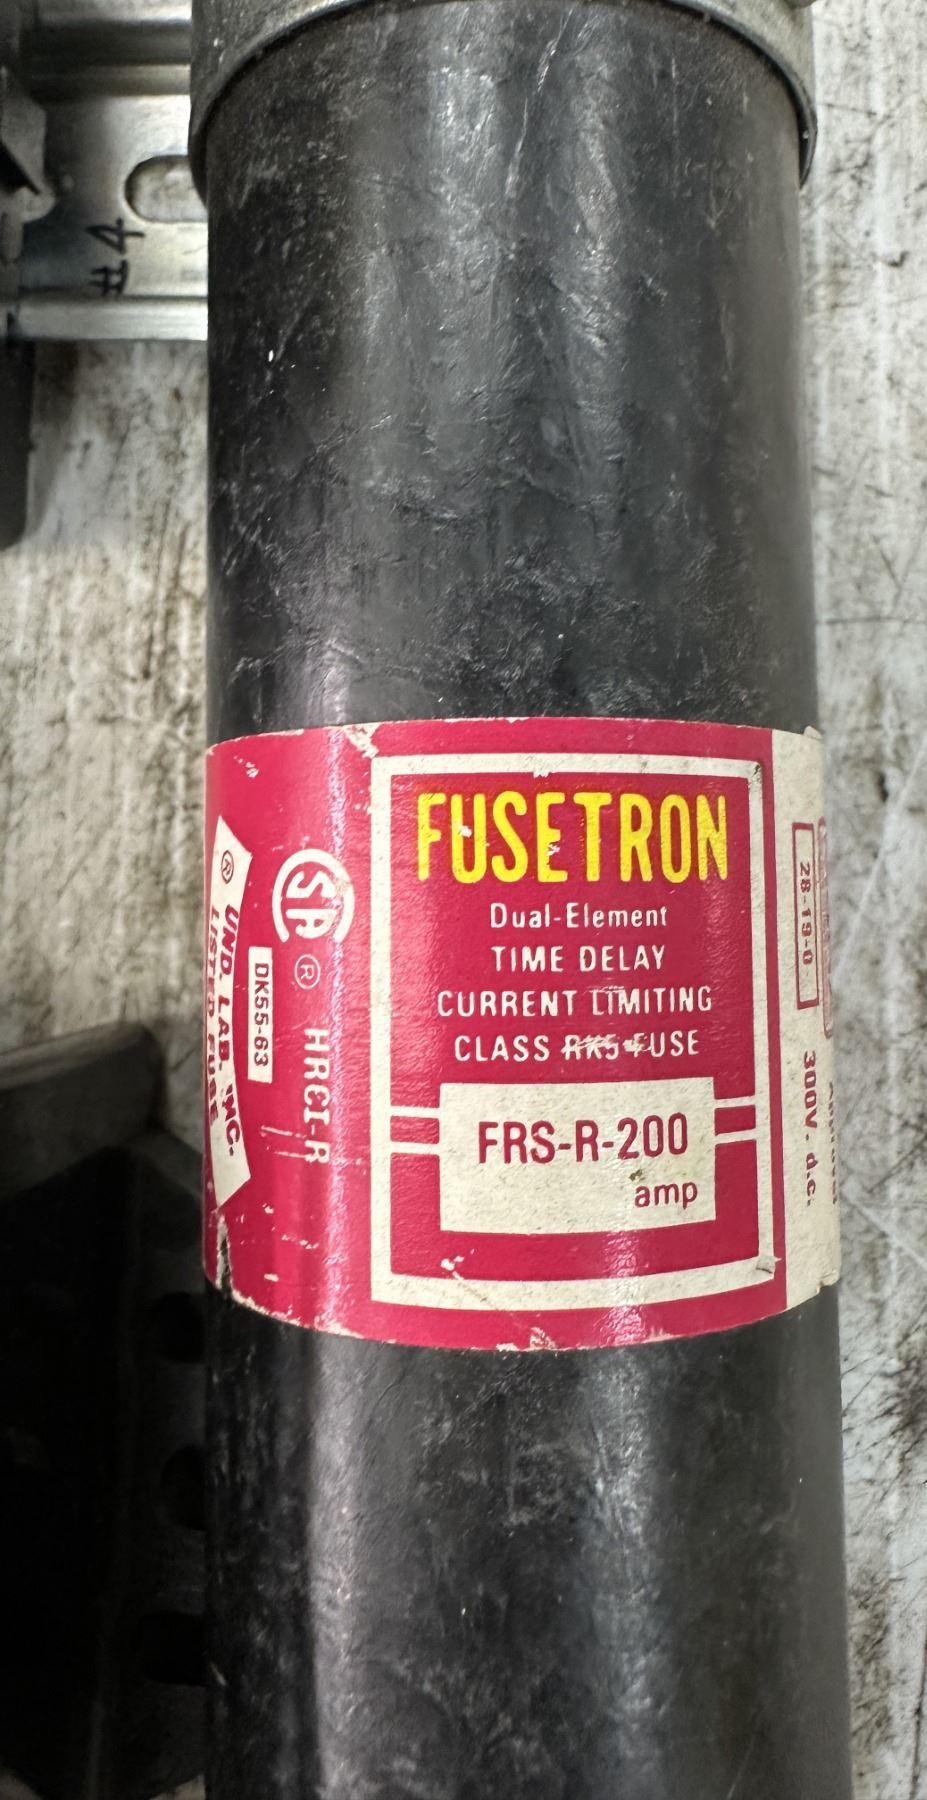 #4
FUSETRON
Dual-Element
TIME DELAY
CURRENT LIMITING
CLASS RK5 FUSE
FRS-R-200
amp
® UND. LAB. INC.
LISTED FUSE
DK55-63
SA ®
HRCI-R
28-19-0
300V. d.c.